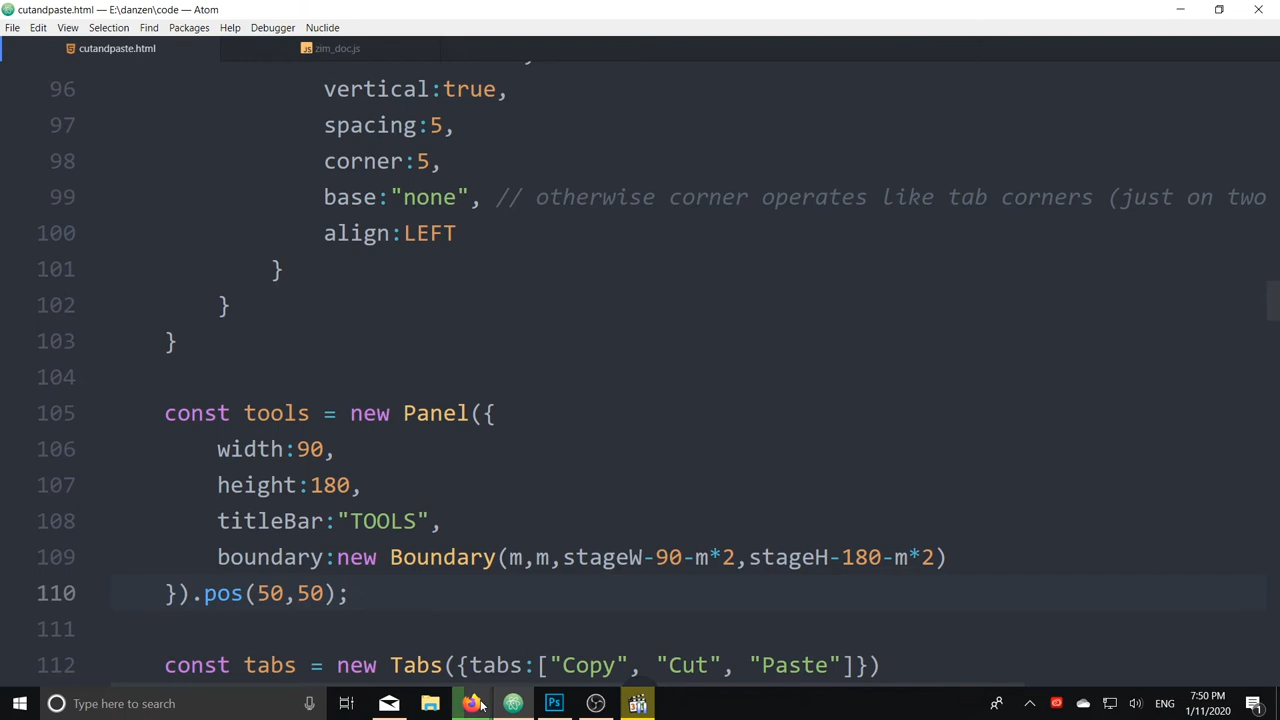 cutandpaste.html — E:\danzen\code — Atom
File Edit View Selection Find Packages Help Debugger Nuclide
cutandpaste.html zim_doc.js
96 vertical:true,
97 spacing:5,
98 corner:5,
99 base:"none", // otherwise corner operates like tab corners (just on two
100 align:LEFT
101 }
102 }
103 }
104
105 const tools = new Panel({
106 width:90,
107 height:180,
108 titleBar:"TOOLS",
109 boundary:new Boundary(m,m,stageW-90-m*2,stageH-180-m*2)
110 }).pos(50,50);
111
112 const tabs = new Tabs({tabs:["Copy", "Cut", "Paste"]})
Type here to search
Ps
ENG
7:50 PM
1/11/2020
1